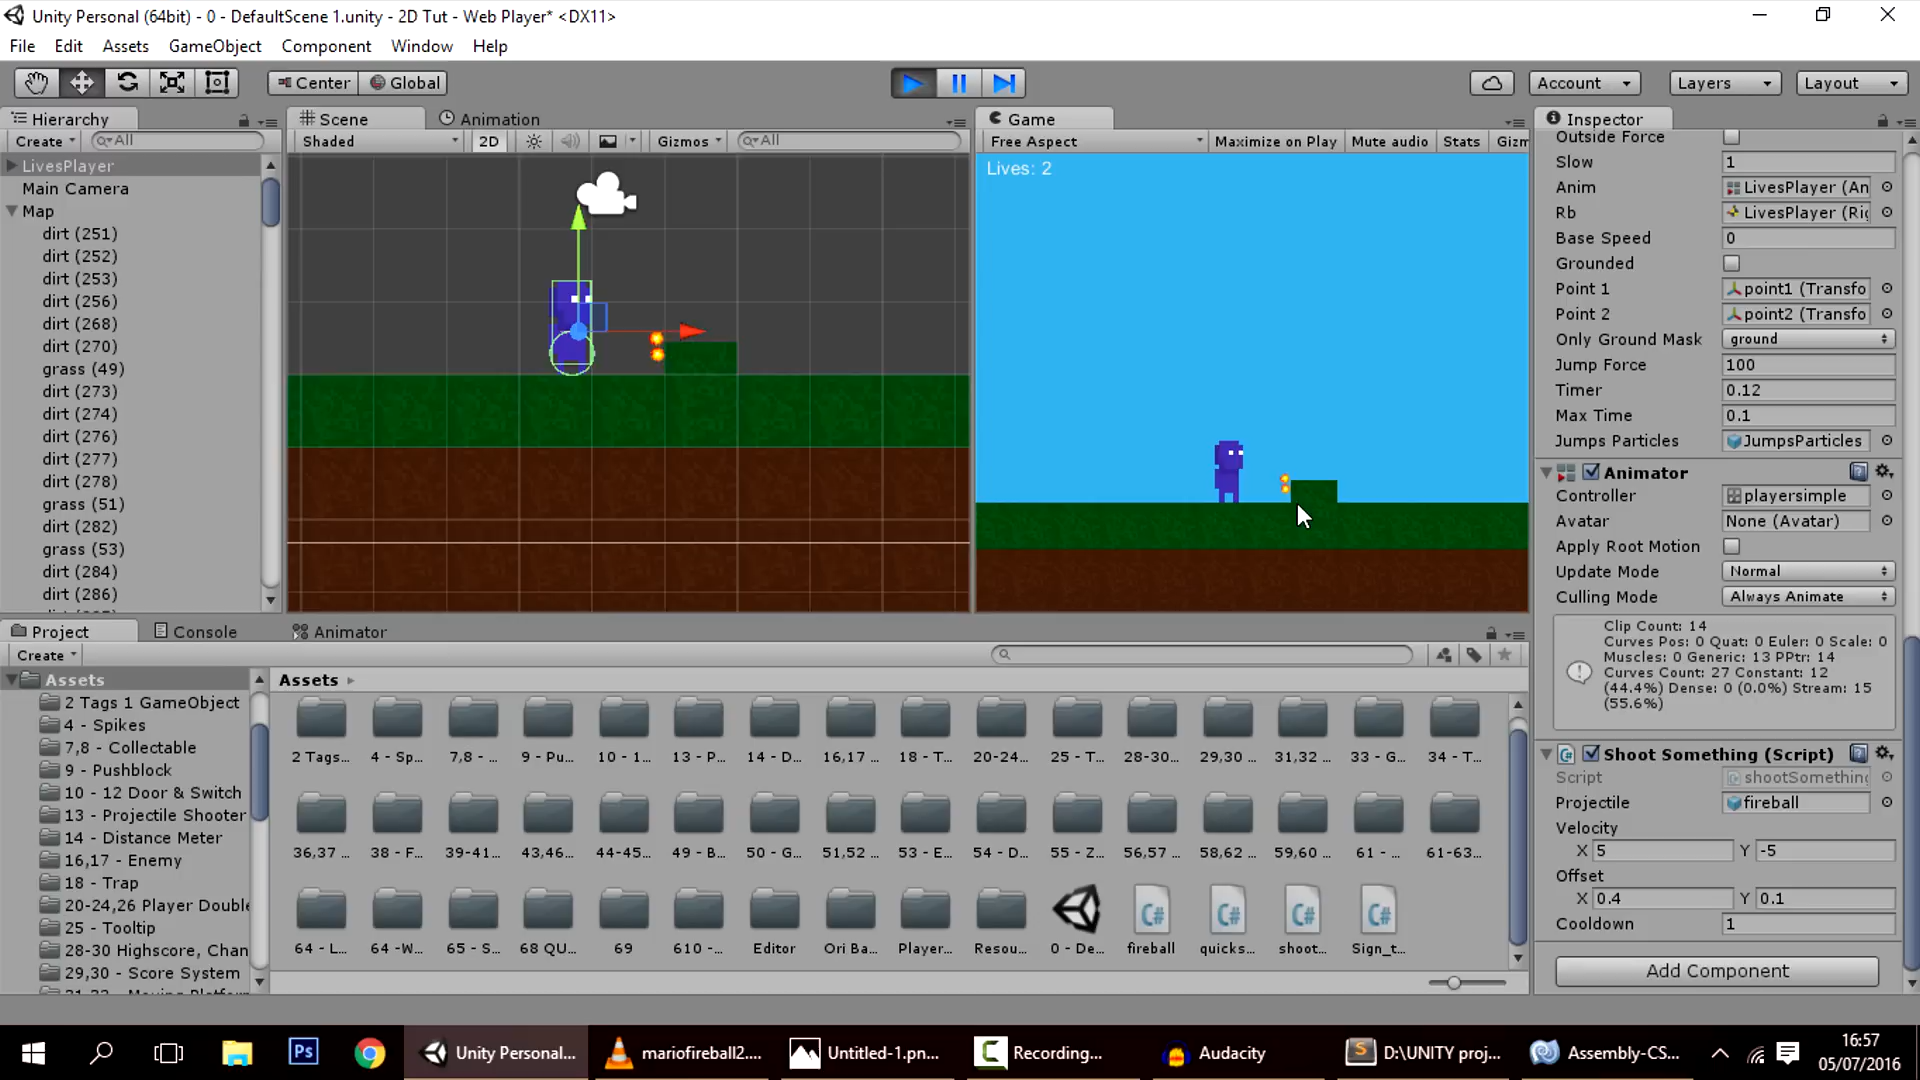 Unity Personal (64bit) - 0 - DefaultScene 1.unity - 2D Tut - Web Player* <DX11>
File Edit Assets GameObject Component Window Help
Center Global Account Layers Layout
Hierarchy
Create All
LivesPlayer
Main Camera
Map
dirt (251)
dirt (252)
dirt (253)
dirt (256)
dirt (268)
dirt (270)
grass (49)
dirt (273)
dirt (274)
dirt (276)
dirt (277)
dirt (278)
grass (51)
dirt (282)
grass (53)
dirt (284)
dirt (286)
Scene Animation
Shaded 2D Gizmos All
Game
Free Aspect Maximize on Play Mute audio Stats Gizm
Lives: 2
Inspector
Outside Force
Slow 1
Anim LivesPlayer (An
Rb LivesPlayer (Ri
Base Speed 0
Grounded
Point 1 point1 (Transfo
Point 2 point2 (Transfo
Only Ground Mask ground
Jump Force 100
Timer 0.12
Max Time 0.1
Jumps Particles JumpsParticles
Animator
Controller playersimple
Avatar None (Avatar)
Apply Root Motion
Update Mode Normal
Culling Mode Always Animate
Clip Count: 14
Curves Pos: 0 Quat: 0 Euler: 0 Scale: 0
Muscles: 0 Generic: 13 PPtr: 14
Curves Count: 27 Constant: 12
(44.4%) Dense: 0 (0.0%) Stream: 15
(55.6%)
Shoot Something (Script)
Script shootSomething
Projectile fireball
Velocity
X 5 Y -5
Offset
X 0.4 Y 0.1
Cooldown 1
Add Component
Project Console Animator
Create
Assets
2 Tags 1 GameObject
4 - Spikes
7,8 - Collectable
9 - Pushblock
10 - 12 Door & Switch
13 - Projectile Shooter
14 - Distance Meter
16,17 - Enemy
18 - Trap
20-24,26 Player Double
25 - Tooltip
28-30 Highscore, Chan
29,30 - Score System
Assets
2 Tags... 4 - Sp... 7,8 - ... 9 - Pu... 10 - 1... 13 - P... 14 - D... 16,17 ... 18 - T... 20-24... 25 - T... 28-30... 29,30 ... 31,32 ... 33 - G... 34 - T...
36,37 ... 38 - F... 39-41... 43,46... 44-45... 49 - B... 50 - G... 51,52 ... 53 - E... 54 - D... 55 - Z... 56,57 ... 58,62 ... 59,60 ... 61 - ... 61-63...
64 - L... 64 -W... 65 - S... 68 QU... 69 610 -... Editor Ori Ba... Player... Resou... 0 - De... fireball quicks... shoot... Sign_t...
Unity Personal... mariofireball2.... Untitled-1.pn... Recording... Audacity D:\UNITY proj... Assembly-CS...
16:57
05/07/2016